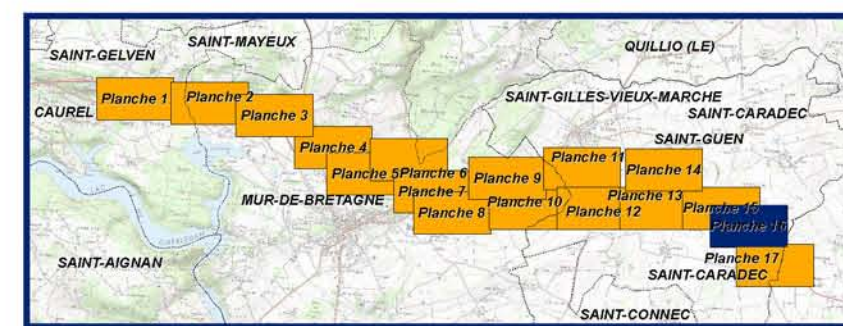 SAINT-GELVEN
SAINT-MAYEUX
QUILLIO (LE)
SAINT-GILLES-VIEUX-MARCHE
SAINT-CARADEC
CAUREL
Planche 1
Planche 2
Planche 3
SAINT-GUEN
Planche 4
Planche 11
Planche 14
Planche 5
Planche 6
Planche 9
MUR-DE-BRETAGNE
Planche 7
Planche 13
Planche 8
Planche 10
Planche 12
Planche 15
Planche 16
SAINT-AIGNAN
Planche 17
SAINT-CARADEC
SAINT-CONNEC